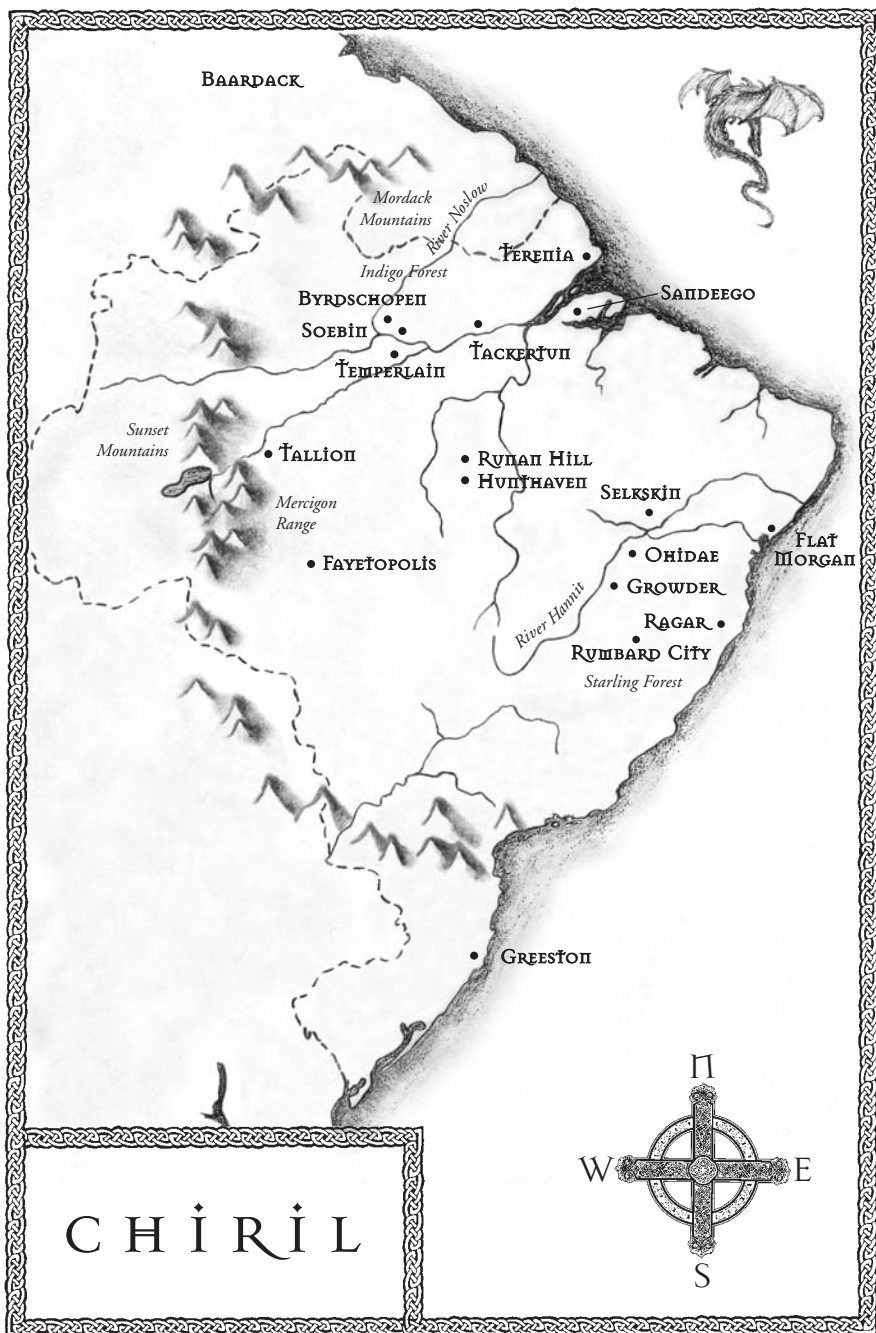 Baardack
Mordack
Mountains
River Noslow
Terenia
Indigo Forest
Sandeego
Byrdschopen
Soebin
Tackertun
Temperlain
Sunset
Mountains
Tallion
Runan Hill
Hunthaven
Mercigon
Range
Selkskin
Flat
Morgan
Ohidae
Fayetopolis
Growder
River Hannit
Ragar
Rumbard City
Starling Forest
Greeston
N
W E
S
CHIRIL